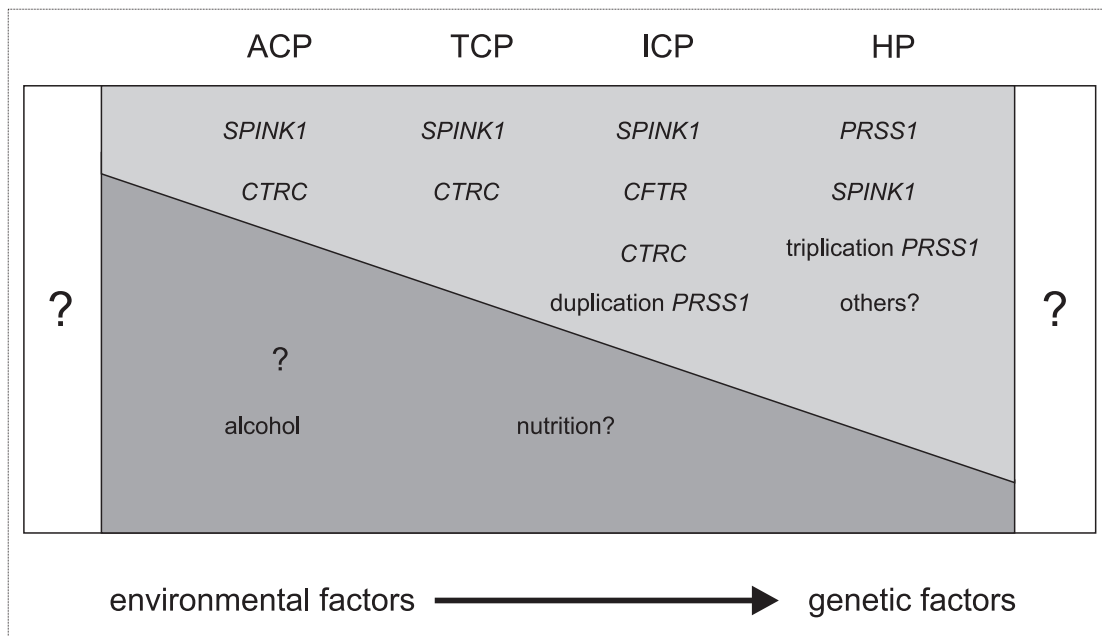 ACP TCP ICP HP
SPINK1 SPINK1 SPINK1 PRSS1
CTRC CTRC CFTR SPINK1
CTRC triplication PRSS1
? duplication PRSS1 others? ?
?
alcohol nutrition?
environmental factors genetic factors